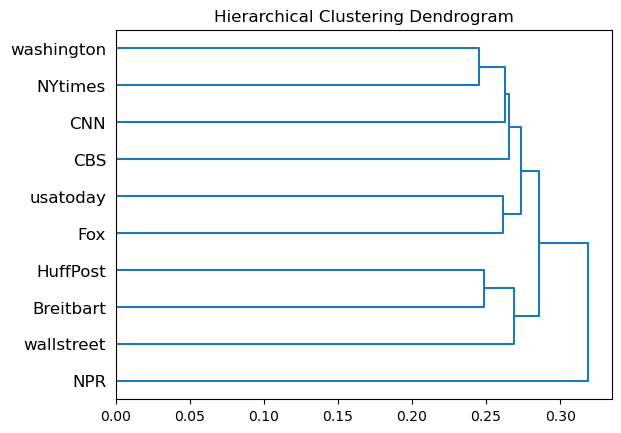 Hierarchical Clustering Dendrogram
washington
NYtimes
CNN
CBS
usatoday
Fox
HuffPost
Breitbart
wallstreet
NPR
0.00 0.05 0.10 0.15 0.20 0.25 0.30